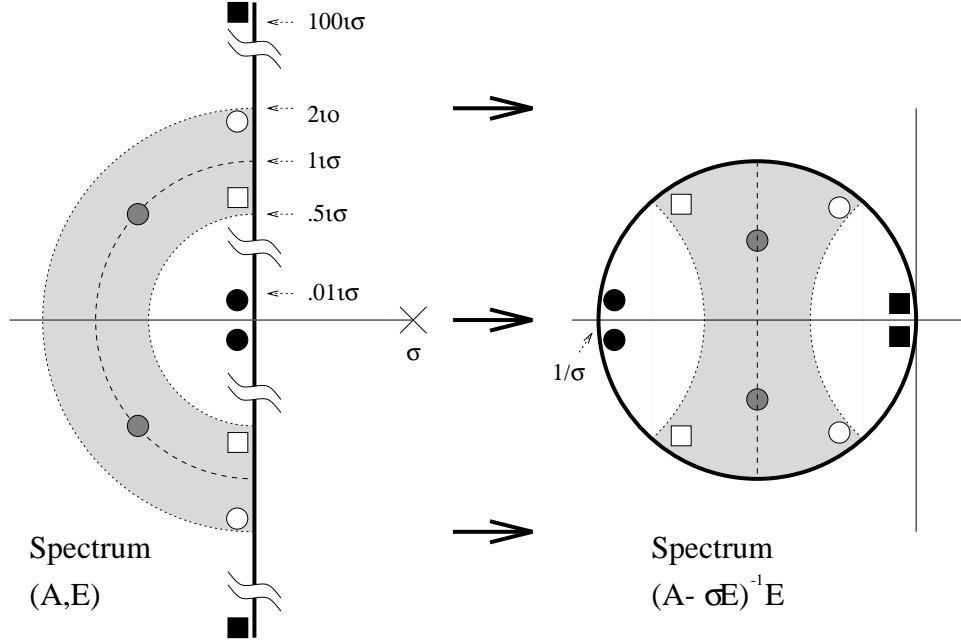 100ισ
2ιο
1ισ
.5ισ
.01ισ
σ
1/σ
Spectrum
(A,E)
Spectrum
(A- σE)⁻¹E